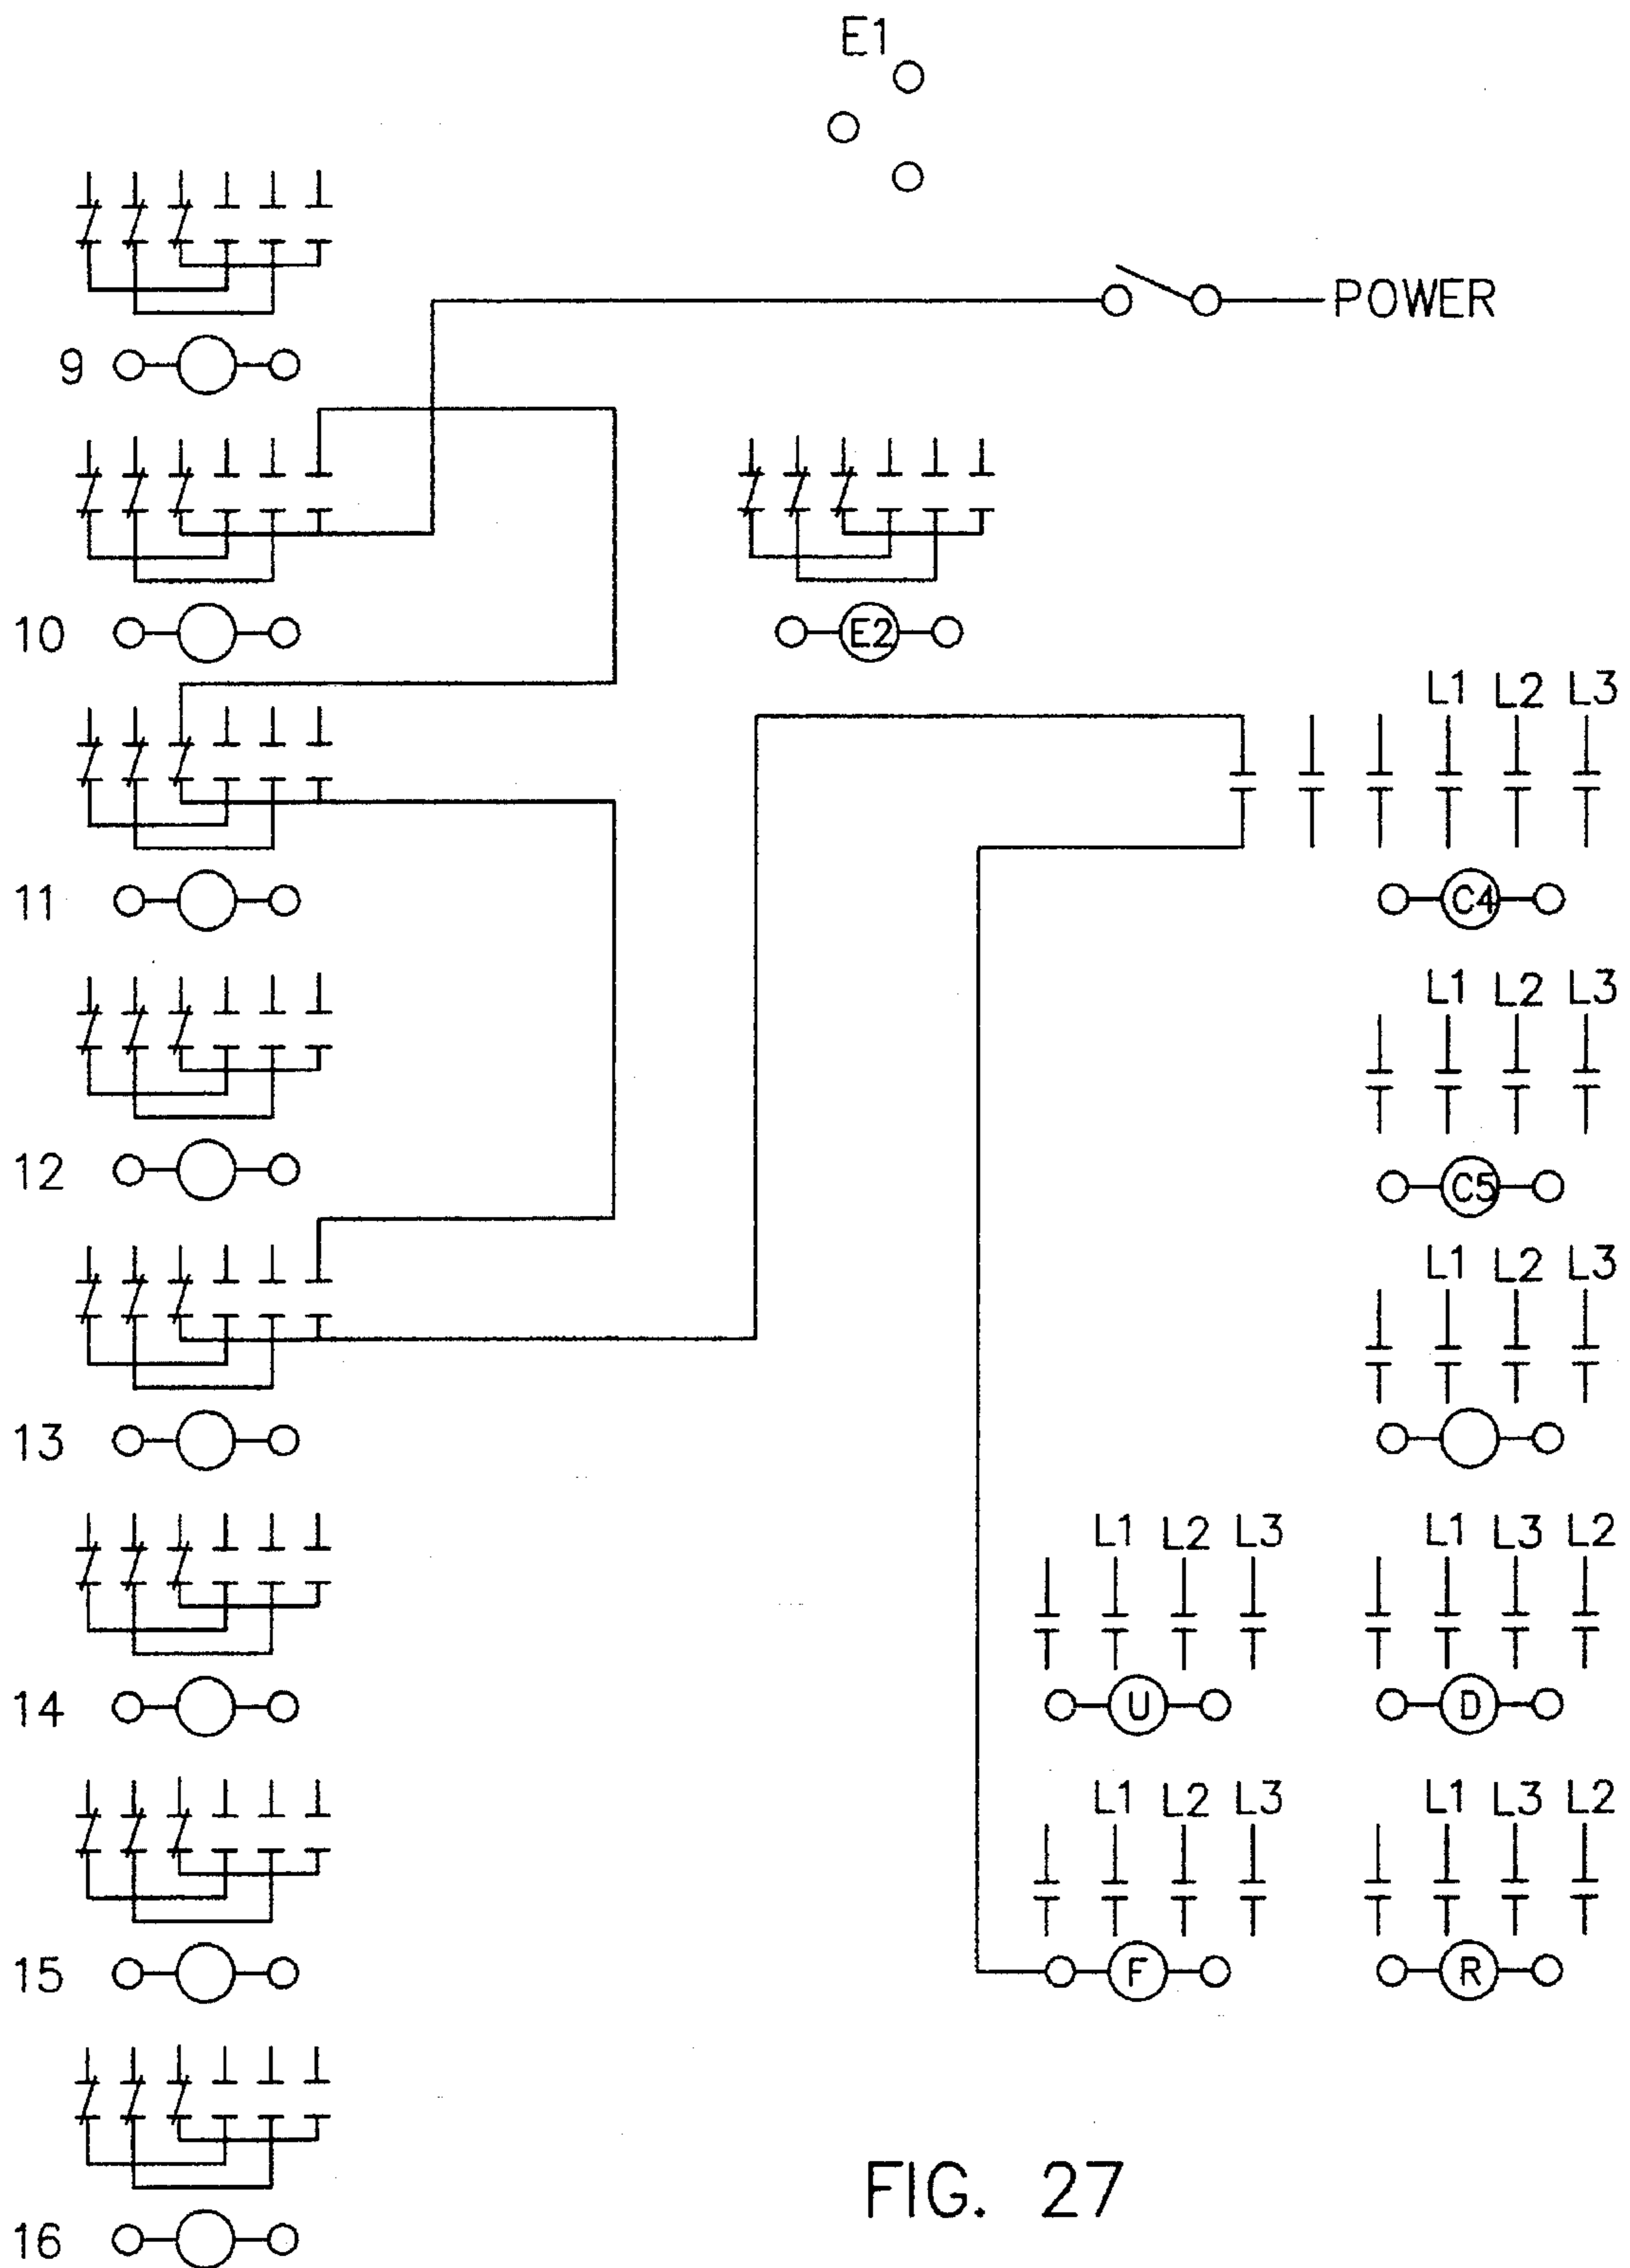 E1
POWER
9
10
E2
L1 L2 L3
11
C4
L1 L2 L3
12
C5
L1 L2 L3
13
L1 L2 L3
L1 L3 L2
14
U
D
L1 L2 L3
L1 L3 L2
15
F
R
16
FIG. 27